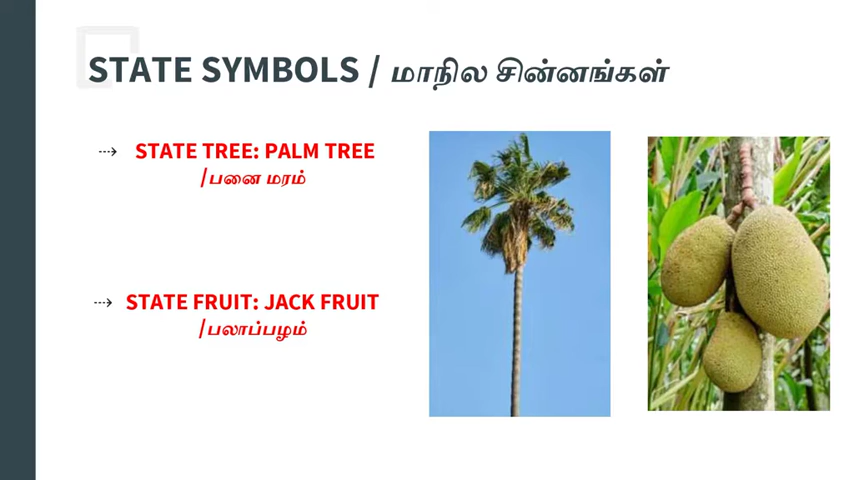 STATE SYMBOLS / மாநில சின்னங்கள்
⇢ STATE TREE: PALM TREE
/பனை மரம்
⇢ STATE FRUIT: JACK FRUIT
/பலாப்பழம்